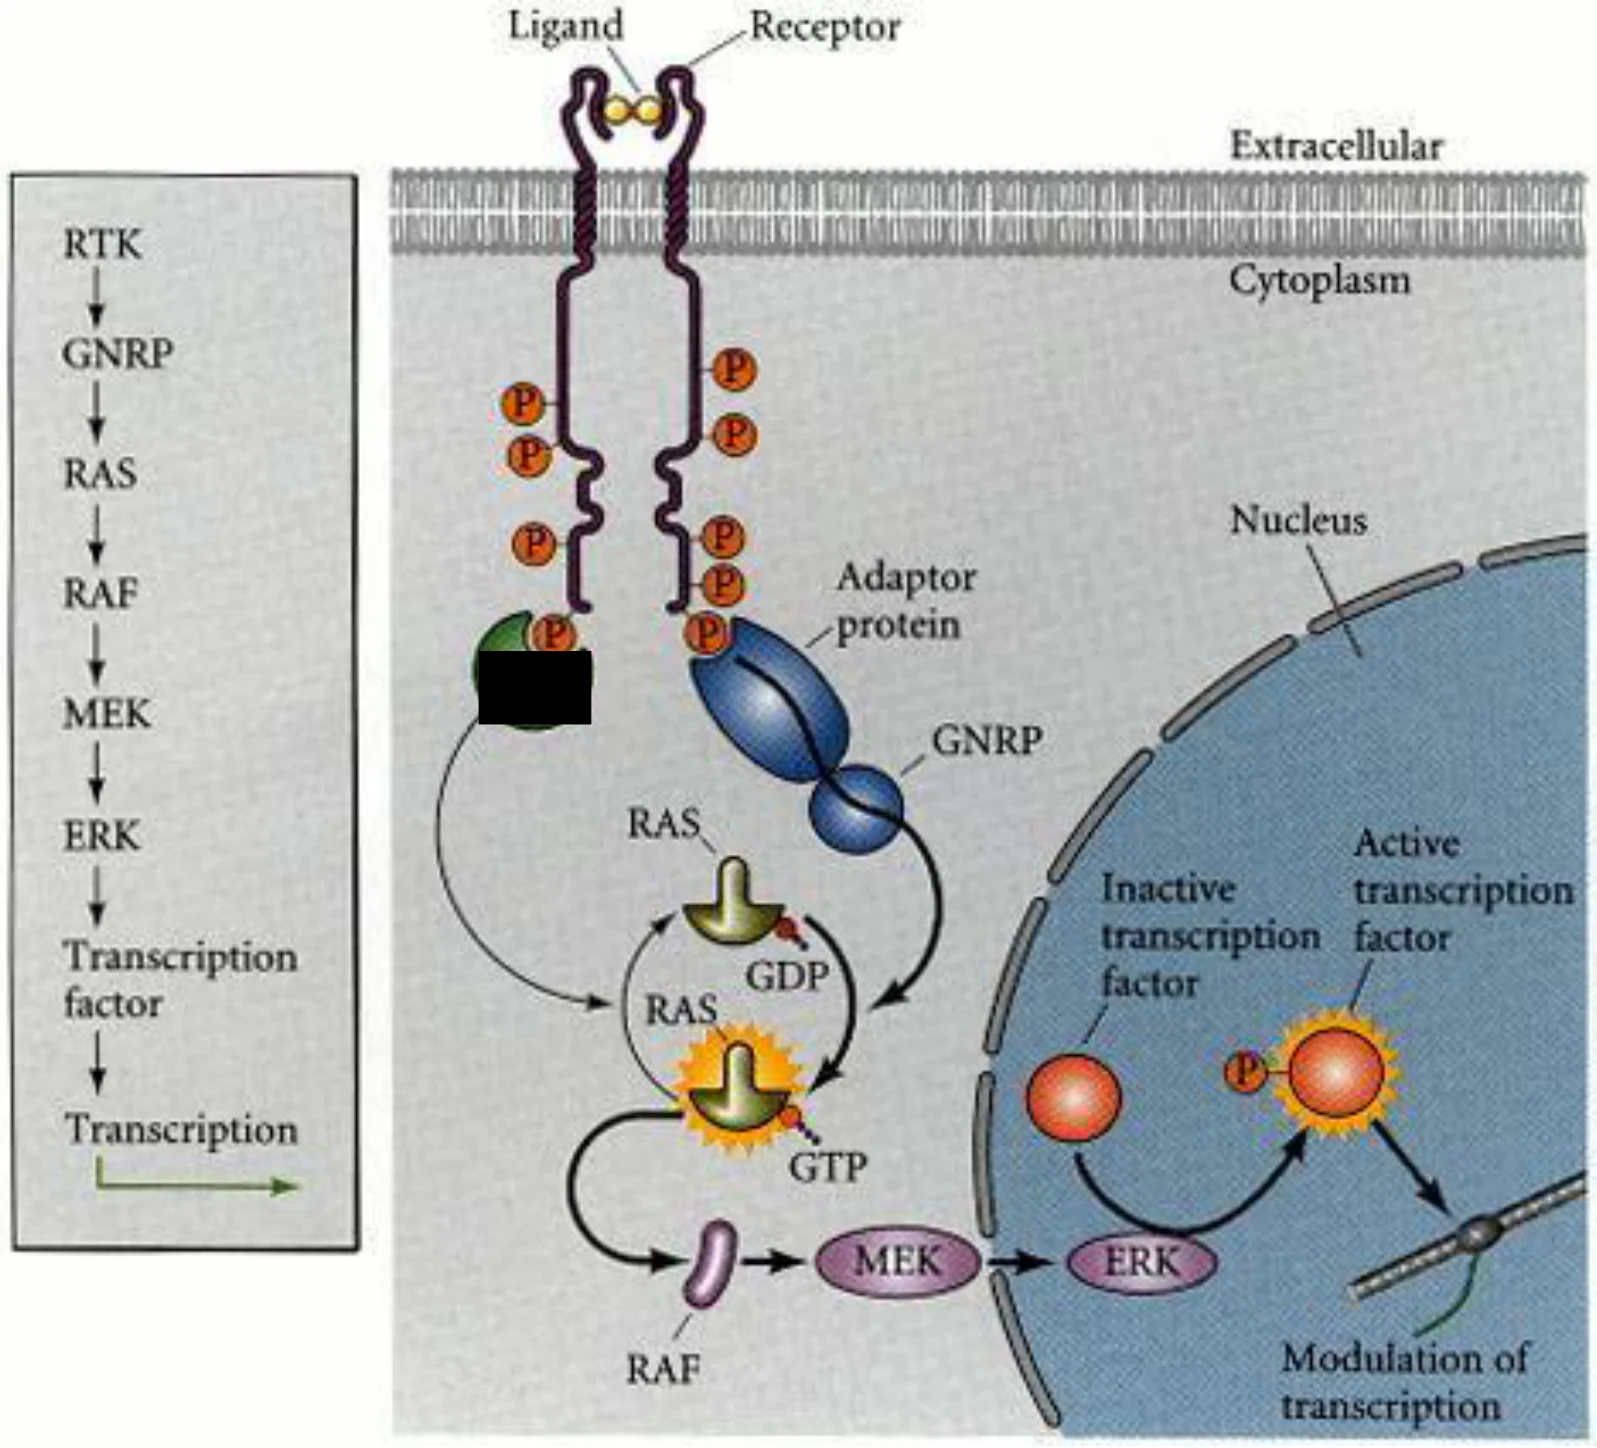 Ligand
Receptor
Extracellular
Cytoplasm
RTK
GNRP
RAS
RAF
MEK
ERK
Transcription
factor
Transcription
P
P
P
P
P
P
P
P
P
Adaptor
protein
GNRP
Nucleus
RAS
GDP
RAS
GTP
RAF
MEK
ERK
Inactive
transcription
factor
Active
transcription
factor
P
Modulation of
transcription